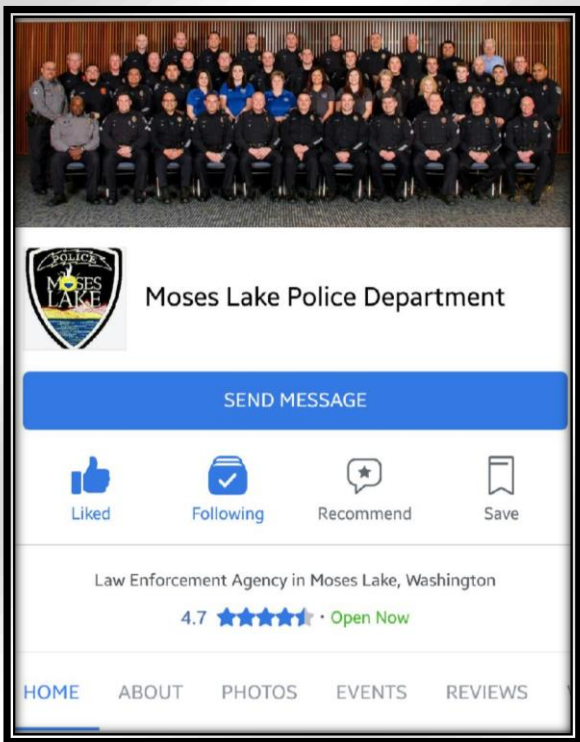 POLICE
MOSES
LAKE
Moses Lake Police Department
SEND MESSAGE
Liked
Following
Recommend
Save
Law Enforcement Agency in Moses Lake, Washington
4.7 · Open Now
HOME ABOUT PHOTOS EVENTS REVIEWS